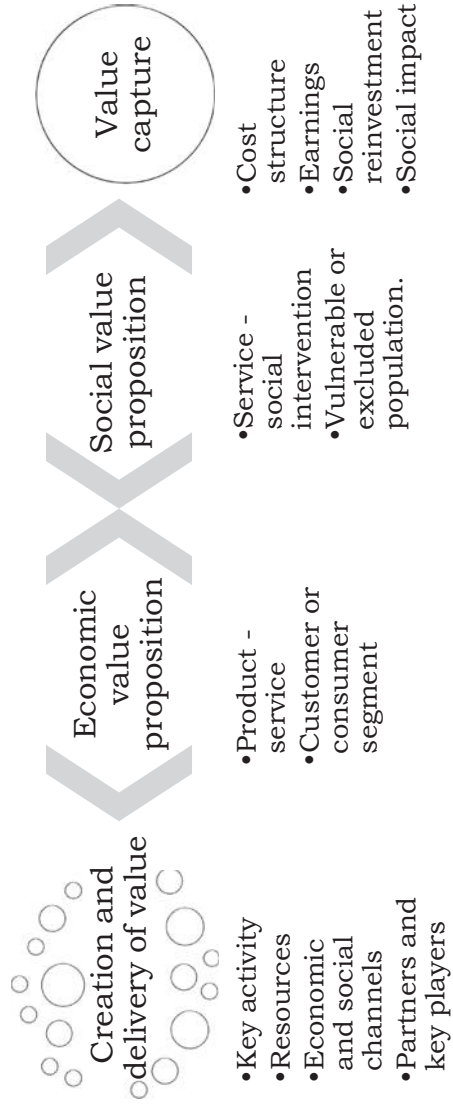 Creation and
delivery of value
•Key activity
•Resources
•Economic
and social
channels
•Partners and
key players
Economic
value
proposition
•Product -
service
•Customer or
consumer
segment
Social value
proposition
•Service -
social
intervention
•Vulnerable or
excluded
population.
Value
capture
•Cost
structure
•Earnings
•Social
reinvestment
•Social impact